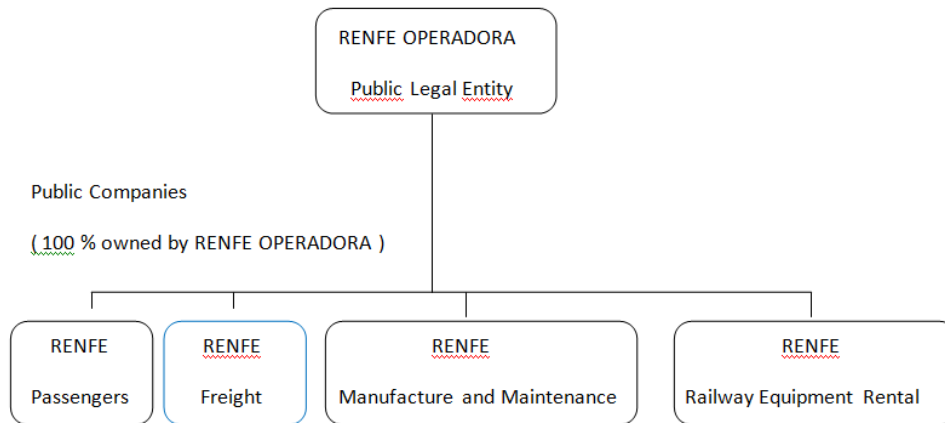 RENFE OPERADORA
Public Legal Entity
Public Companies
( 100 % owned by RENFE OPERADORA )
RENFE
Passengers
RENFE
Freight
RENFE
Manufacture and Maintenance
RENFE
Railway Equipment Rental